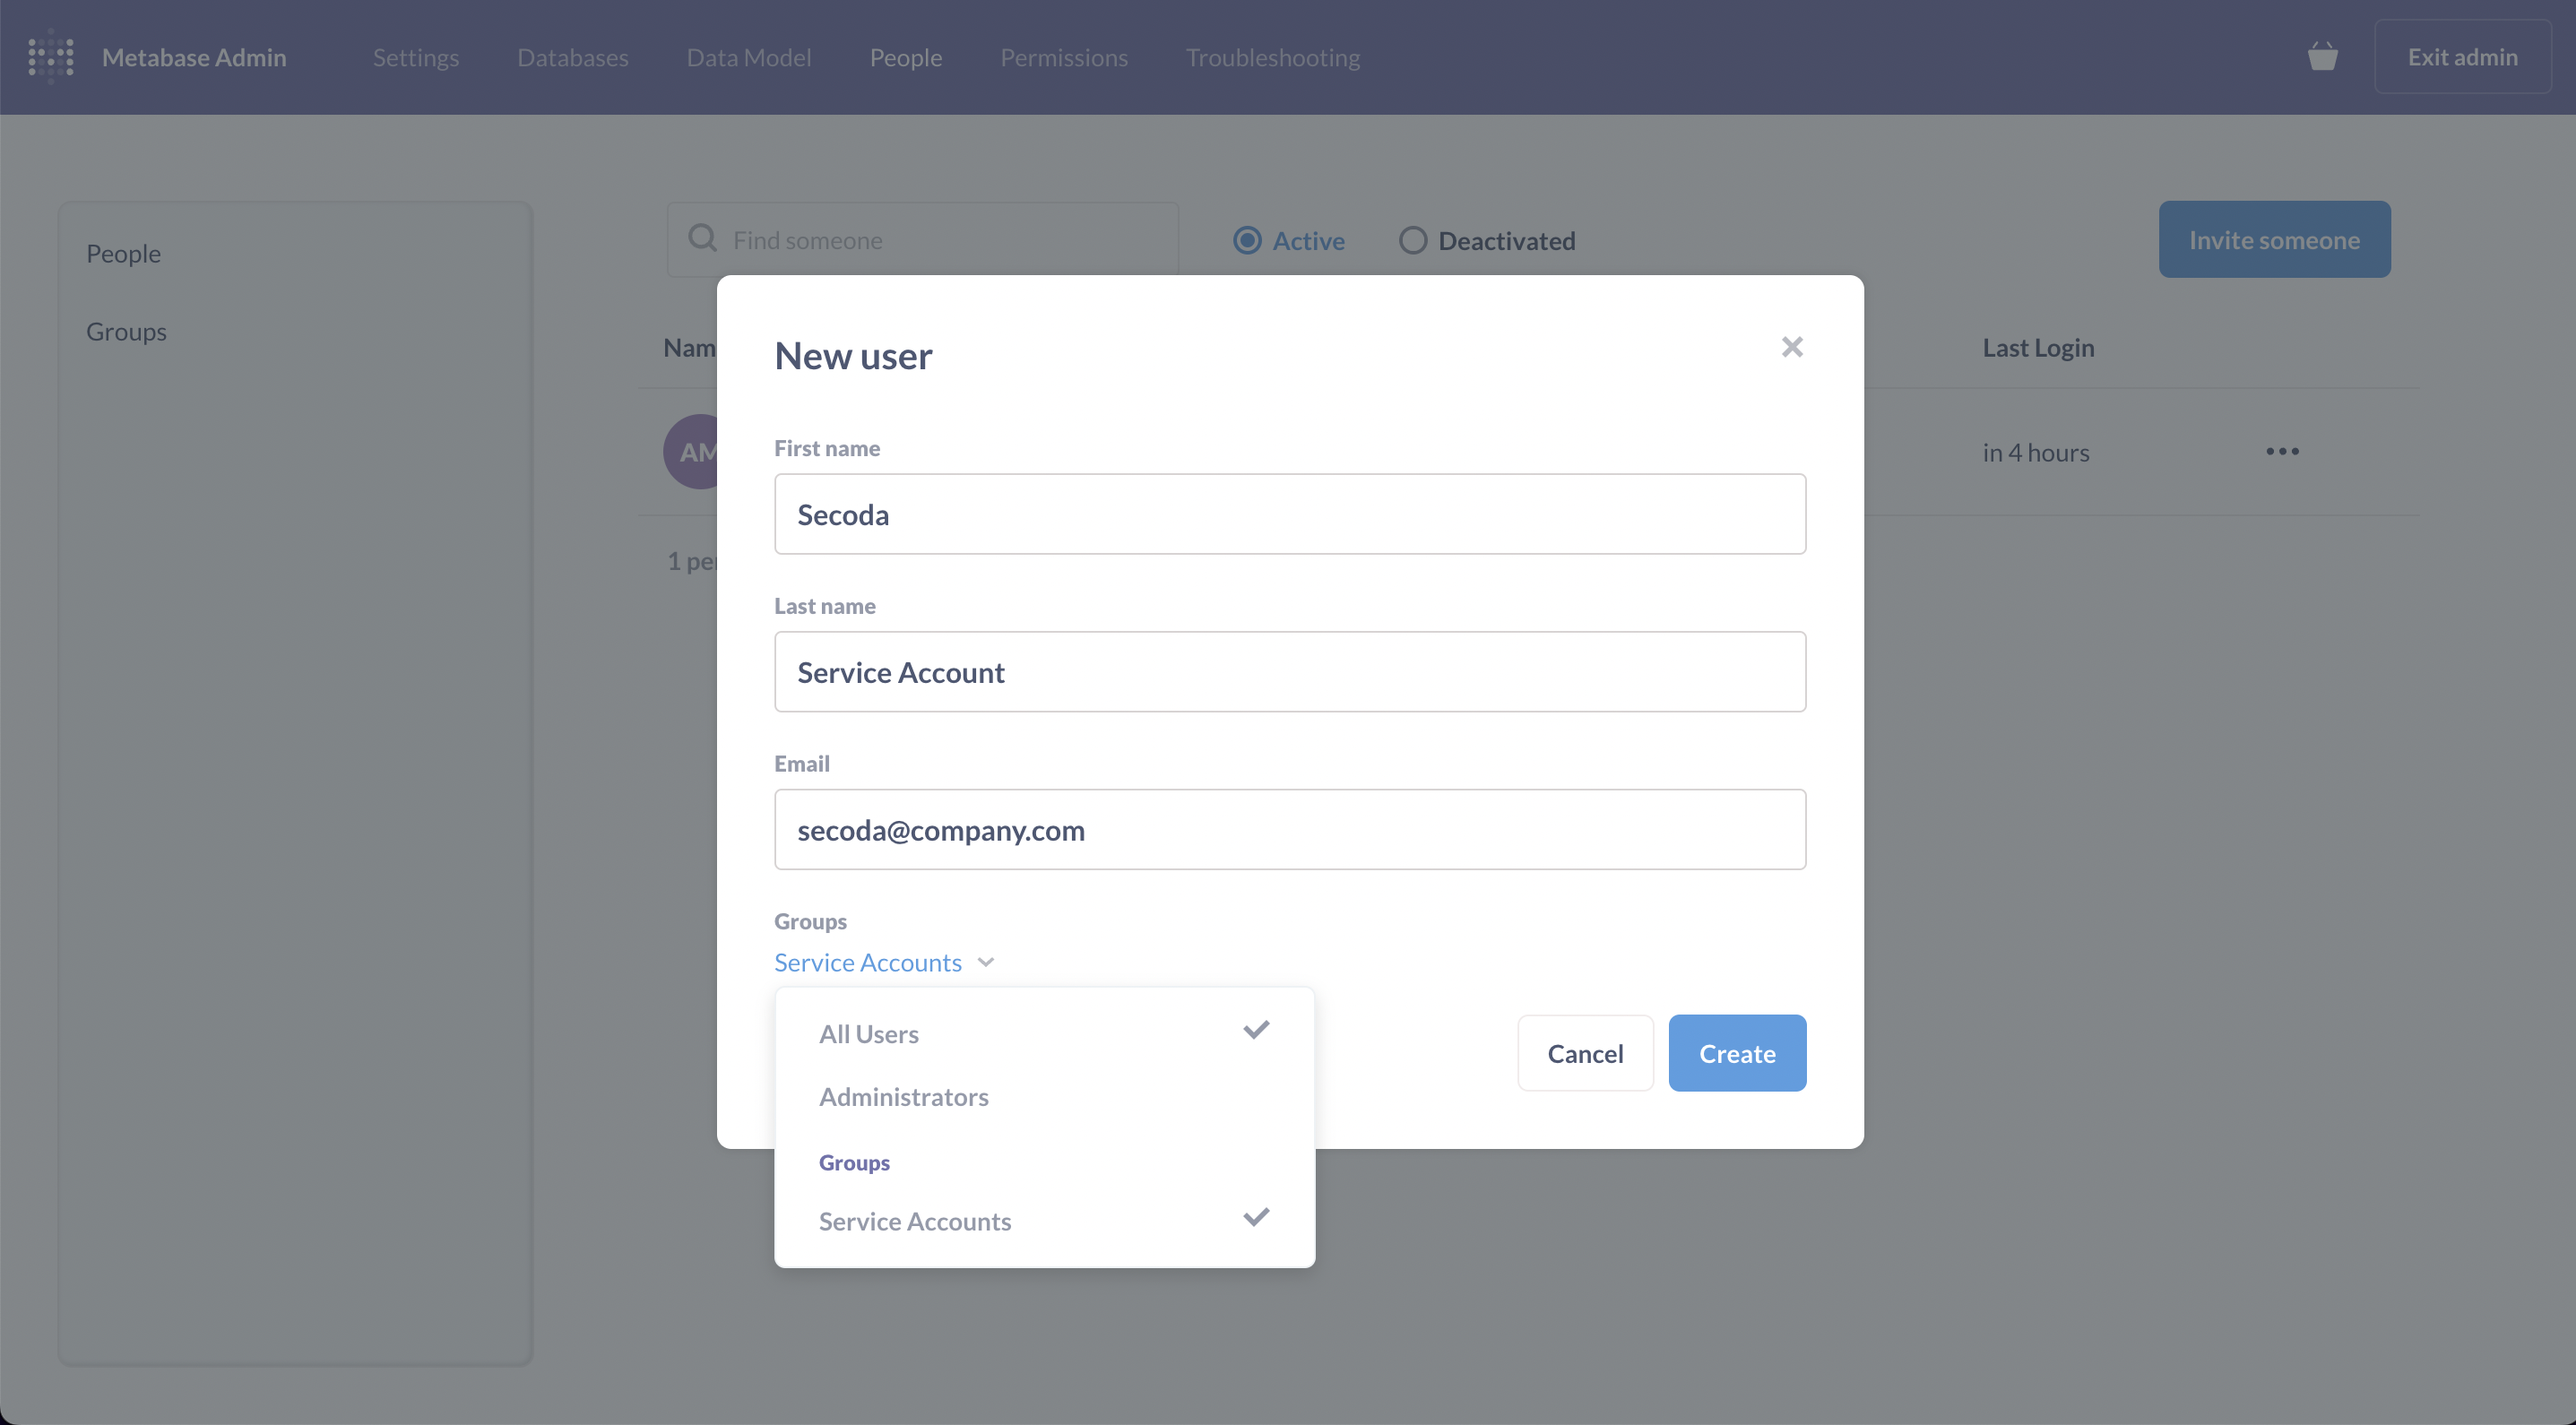 Metabase Admin Settings Databases Data Model People Permissions Troubleshooting Exit admin
People
Groups
Find someone Active Deactivated Invite someone
Nam Last Login
AM in 4 hours
1 per
New user
First name
Secoda
Last name
Service Account
Email
secoda@company.com
Groups
Service Accounts
All Users
Administrators
Groups
Service Accounts
Cancel Create